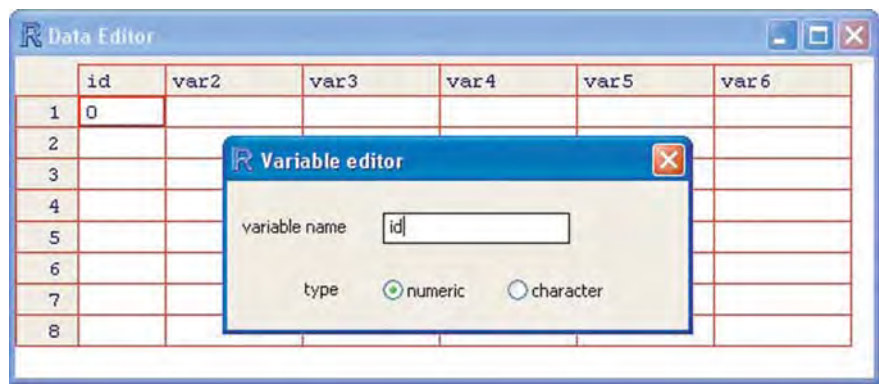 R Data Editor
id var2 var3 var4 var5 var6
1 0
2
R Variable editor
3
4
variable name id
5
6
type numeric character
7
8